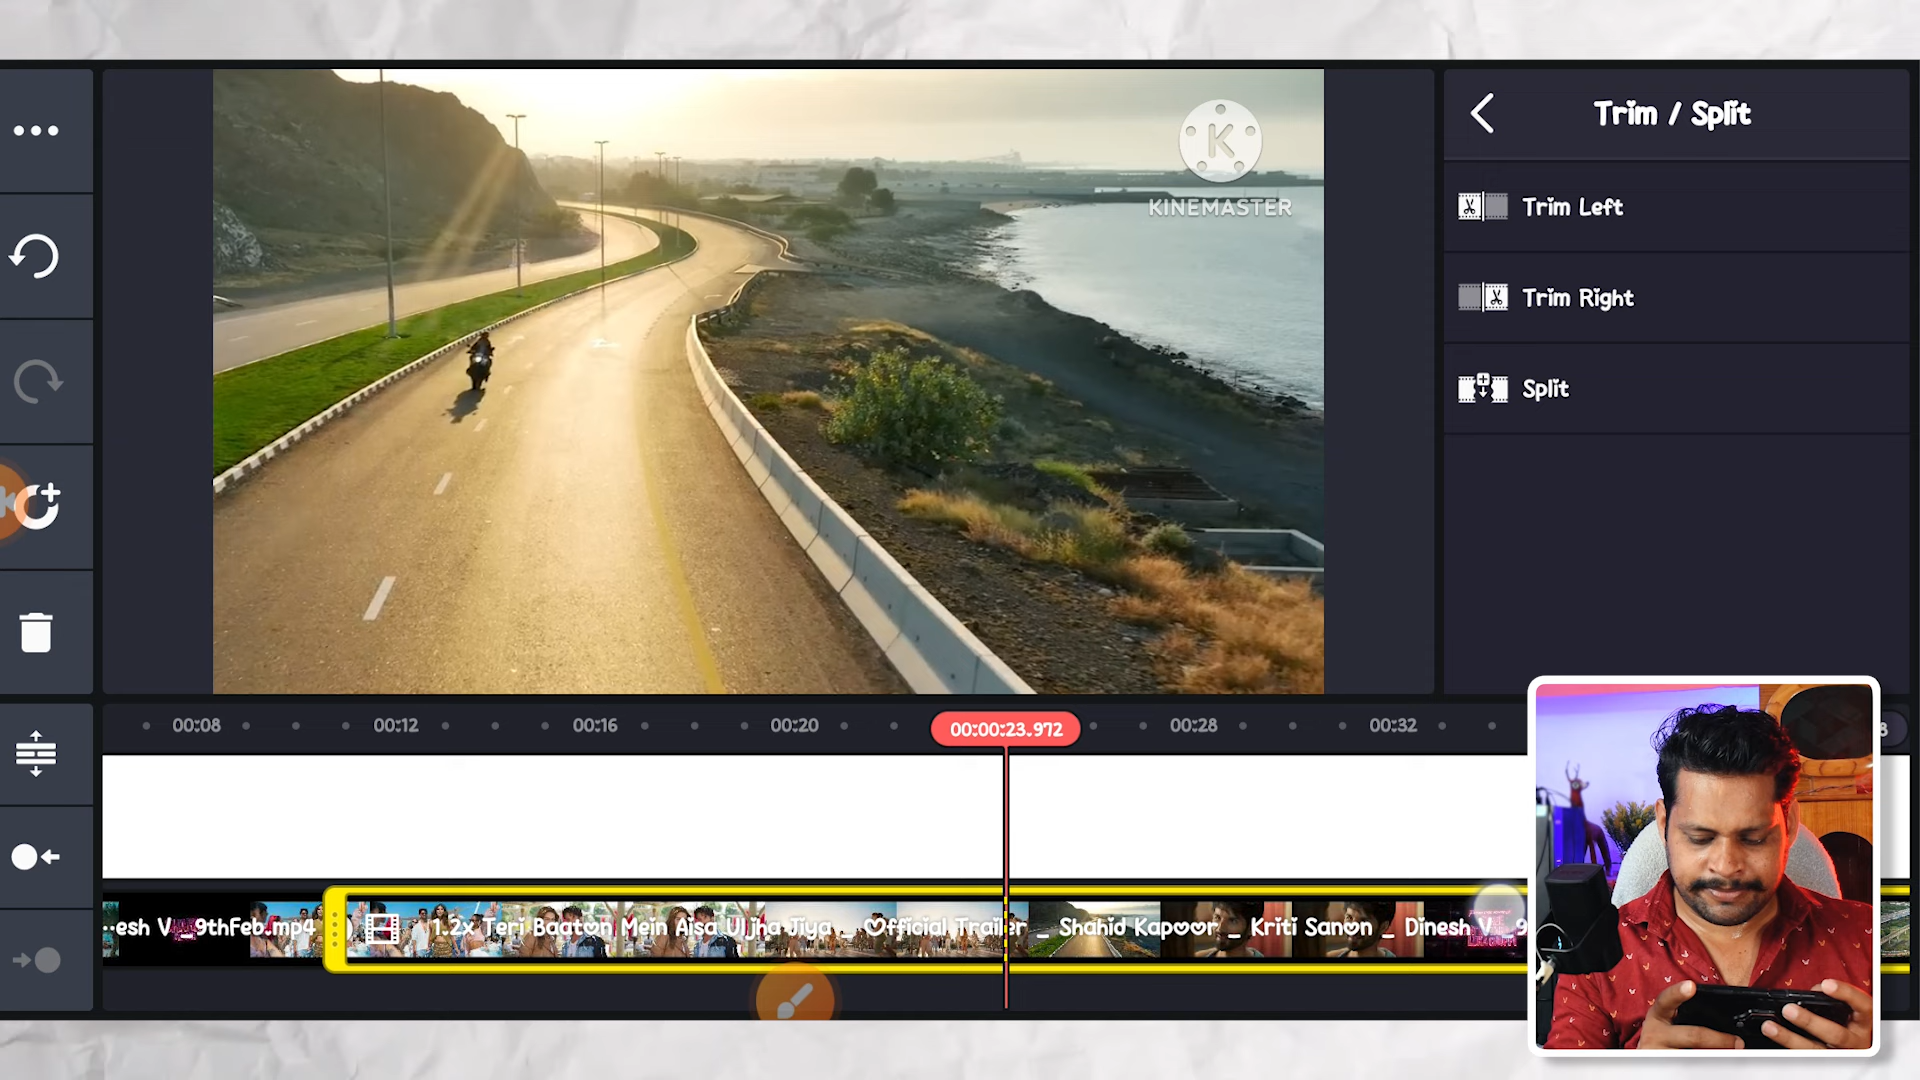 KINEMASTER
Trim / Split
Trim Left
Trim Right
Split
00:08
00:12
00:16
00:20
00:00:23.972
00:28
00:32
8
..esh V _ 9thFeb.mp4
1.2x Teri Baaton Mein Aisa Uljha Jiya _ Official Trailer _ Shahid Kapoor _ Kriti Sanon _ Dinesh V _9